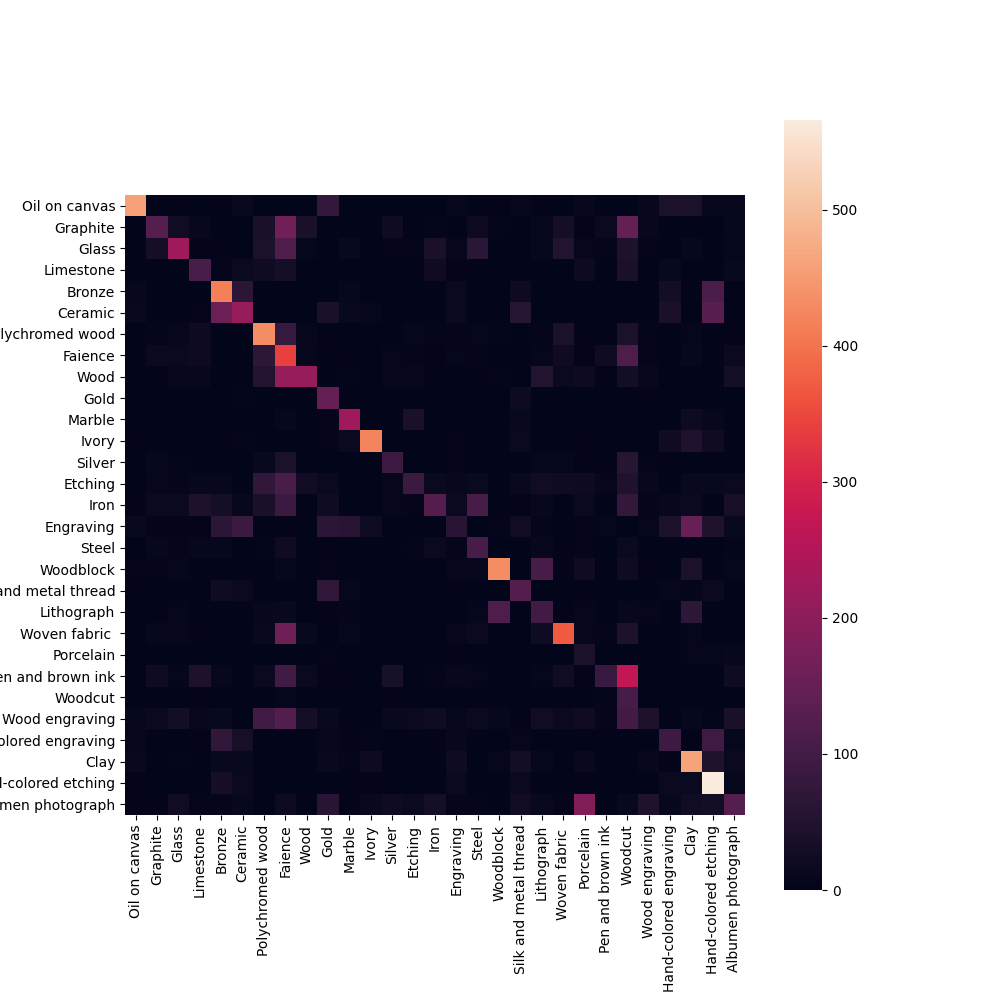 Oil on canvas
Graphite
Glass
Limestone
Bronze
Ceramic
lychromed wood
Faience
Wood
Gold
Marble
Ivory
Silver
Etching
Iron
Engraving
Steel
Woodblock
and metal thread
Lithograph
Woven fabric
Porcelain
en and brown ink
Woodcut
Wood engraving
olored engraving
Clay
d-colored etching
men photograph
Oil on canvas
Graphite
Glass
Limestone
Bronze
Ceramic
Polychromed wood
Faience
Wood
Gold
Marble
Ivory
Silver
Etching
Iron
Engraving
Steel
Woodblock
Silk and metal thread
Lithograph
Woven fabric
Porcelain
Pen and brown ink
Woodcut
Wood engraving
Hand-colored engraving
Clay
Hand-colored etching
Albumen photograph
500
400
300
200
100
0